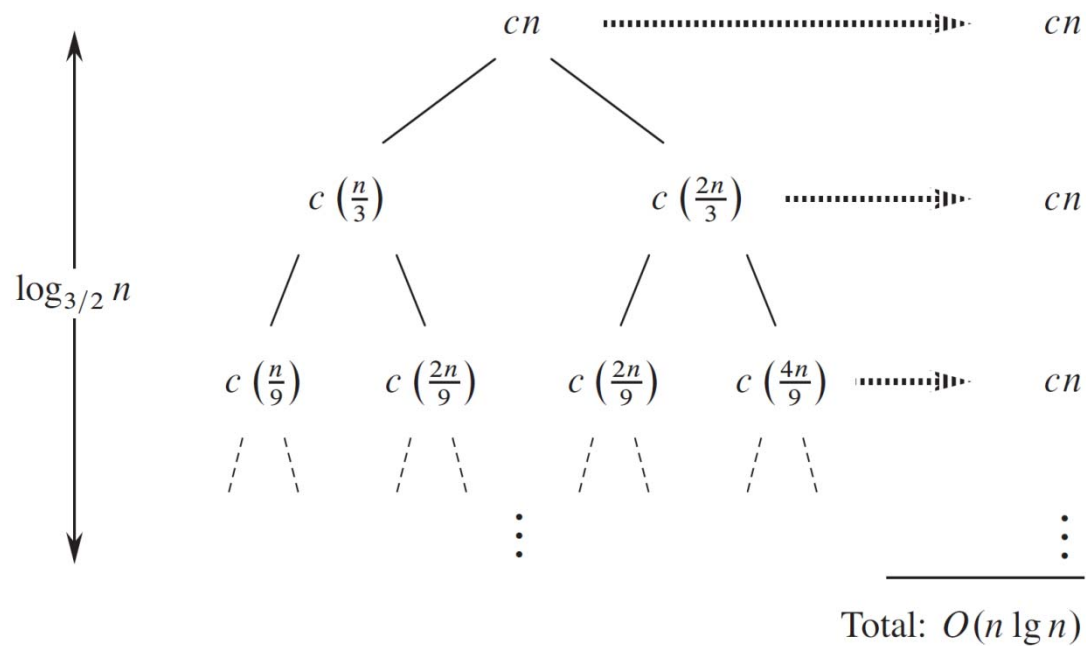 cn cn
c (n/3) c (2n/3) cn
log_{3/2} n
c (n/9) c (2n/9) c (2n/9) c (4n/9) cn
⋮ ⋮
Total: O(n lg n)